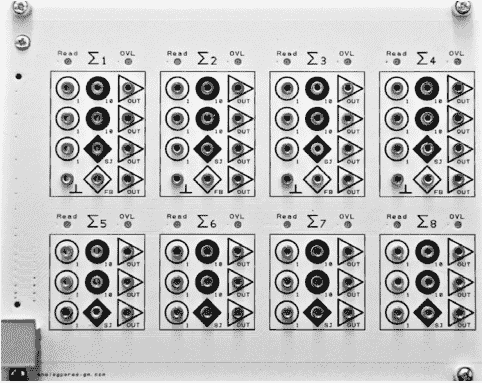 Read Σ1 OVL Read Σ2 OVL Read Σ3 OVL Read Σ4 OVL
1 10 OUT 1 10 OUT 1 10 OUT 1 10 OUT
1 10 OUT 1 10 OUT 1 10 OUT 1 10 OUT
1 SJ OUT 1 SJ OUT 1 SJ OUT 1 SJ OUT
⊥ FB OUT ⊥ FB OUT ⊥ FB OUT ⊥ FB OUT
Read Σ5 OVL Read Σ6 OVL Read Σ7 OVL Read Σ8 OVL
1 10 OUT 1 10 OUT 1 10 OUT 1 10 OUT
1 10 OUT 1 10 OUT 1 10 OUT 1 10 OUT
1 SJ OUT 1 SJ OUT 1 SJ OUT 1 SJ OUT